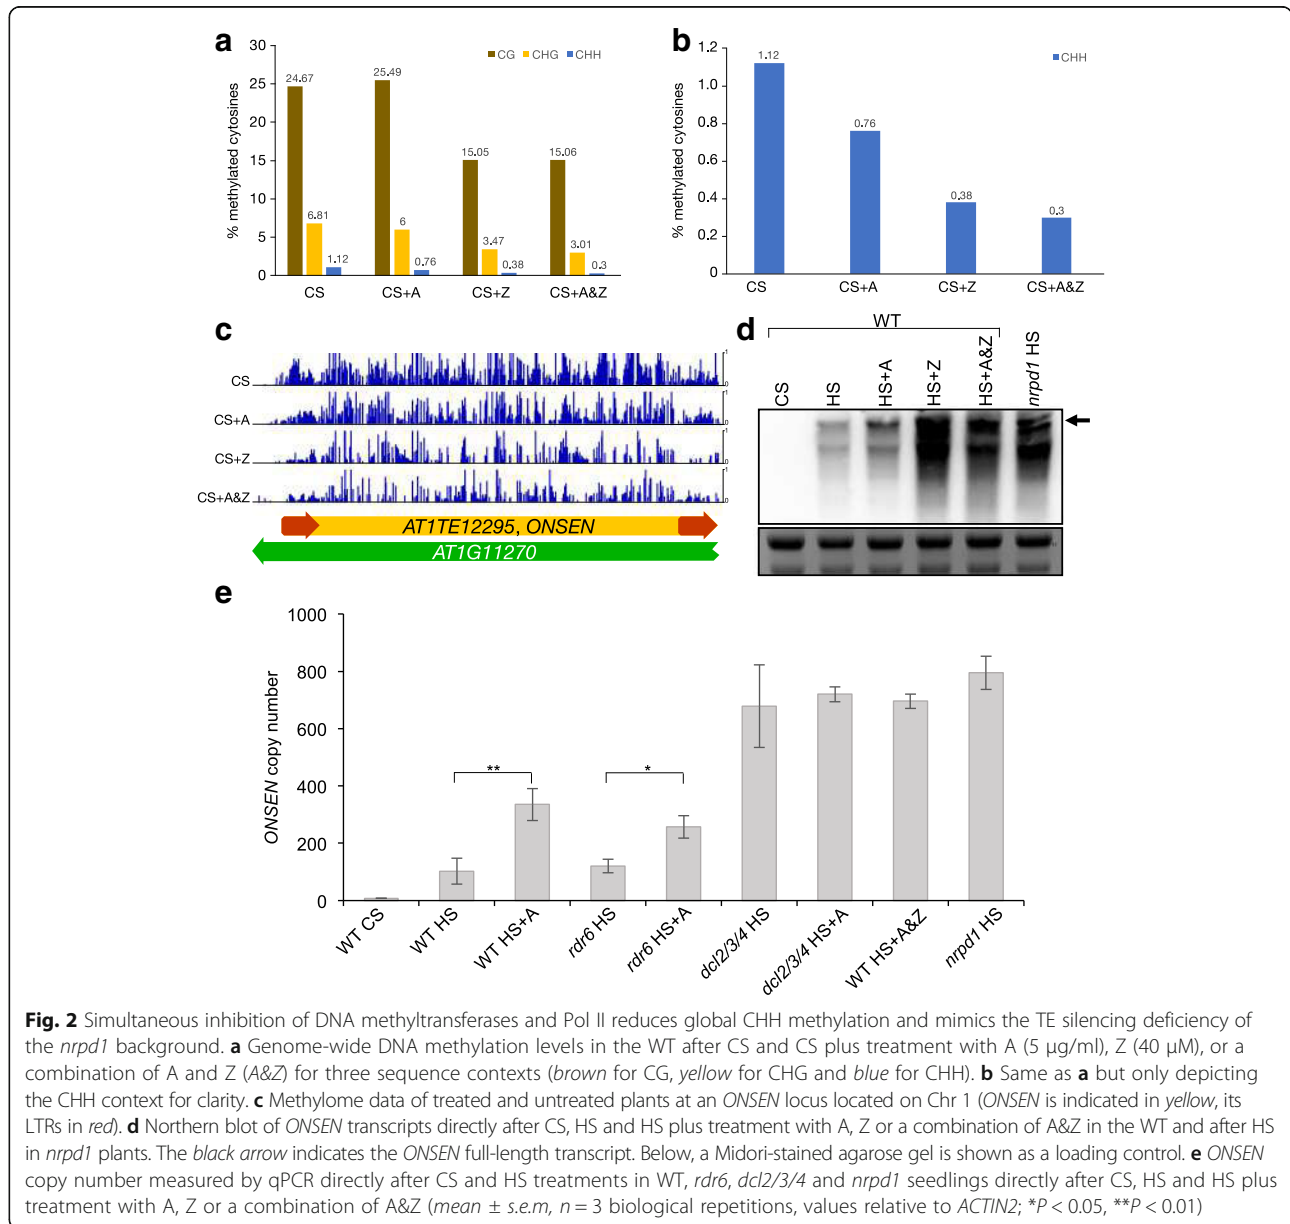 a
30
25
20
15
10
5
0
% methylated cytosines
CG CHG CHH
24.67
6.81
1.12
25.49
6
0.76
15.05
3.47
0.38
15.06
3.01
0.3
CS CS+A CS+Z CS+A&Z
b
1.2
1.0
0.8
0.6
0.4
0.2
0
% methylated cytosines
CHH
1.12
0.76
0.38
0.3
CS CS+A CS+Z CS+A&Z
c
CS
CS+A
CS+Z
CS+A&Z
1
0
1
0
1
0
1
0
AT1TE12295, ONSEN
AT1G11270
d
WT
CS
HS
HS+A
HS+Z
HS+A&Z
nrpd1 HS
e
1000
800
600
400
200
0
ONSEN copy number
**
*
WT CS
WT HS
WT HS+A
rdr6 HS
rdr6 HS+A
dcl2/3/4 HS
dcl2/3/4 HS+A
WT HS+A&Z
nrpd1 HS
Fig. 2 Simultaneous inhibition of DNA methyltransferases and Pol II reduces global CHH methylation and mimics the TE silencing deficiency of
the nrpd1 background. a Genome-wide DNA methylation levels in the WT after CS and CS plus treatment with A (5 μg/ml), Z (40 μM), or a
combination of A and Z (A&Z) for three sequence contexts (brown for CG, yellow for CHG and blue for CHH). b Same as a but only depicting
the CHH context for clarity. c Methylome data of treated and untreated plants at an ONSEN locus located on Chr 1 (ONSEN is indicated in yellow, its
LTRs in red). d Northern blot of ONSEN transcripts directly after CS, HS and HS plus treatment with A, Z or a combination of A&Z in the WT and after HS
in nrpd1 plants. The black arrow indicates the ONSEN full-length transcript. Below, a Midori-stained agarose gel is shown as a loading control. e ONSEN
copy number measured by qPCR directly after CS and HS treatments in WT, rdr6, dcl2/3/4 and nrpd1 seedlings directly after CS, HS and HS plus
treatment with A, Z or a combination of A&Z (mean ± s.e.m, n = 3 biological repetitions, values relative to ACTIN2; *P < 0.05, **P < 0.01)